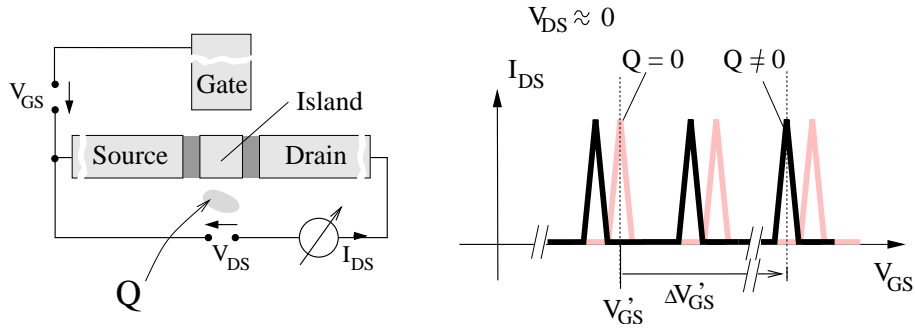 Gate
V_GS
Island
Source
Drain
V_DS
I_DS
Q
V_DS ≈ 0
I_DS
Q = 0
Q ≠ 0
V_GS
V'_GS
ΔV'_GS